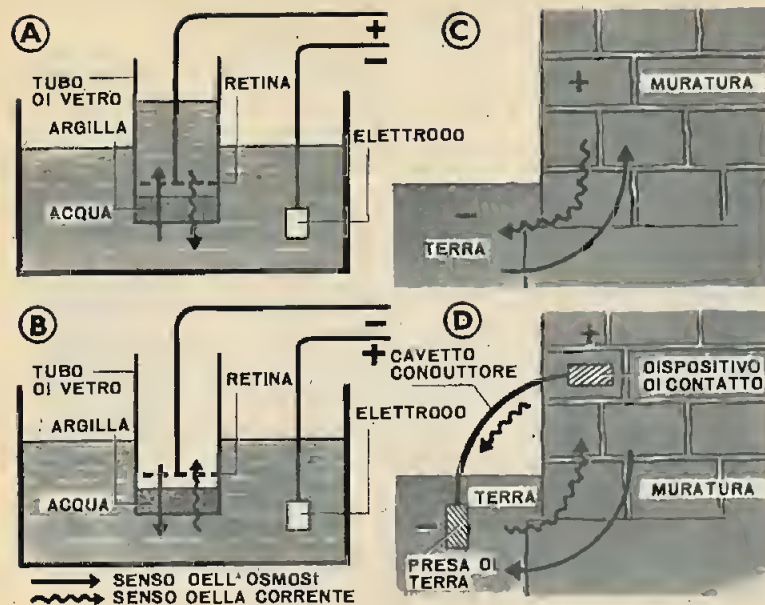 A
+
−
TUBO
DI VETRO
RETINA
ARGILLA
ELETTRODO
ACQUA
C
+
MURATURA
−
TERRA
B
−
+
TUBO
DI VETRO
RETINA
ARGILLA
ELETTRODO
ACQUA
D
+
CAVETTO
CONDUTTORE
DISPOSITIVO
DI CONTATTO
TERRA
MURATURA
−
PRESA DI
TERRA
SENSO DELL'OSMOSI
SENSO DELLA CORRENTE